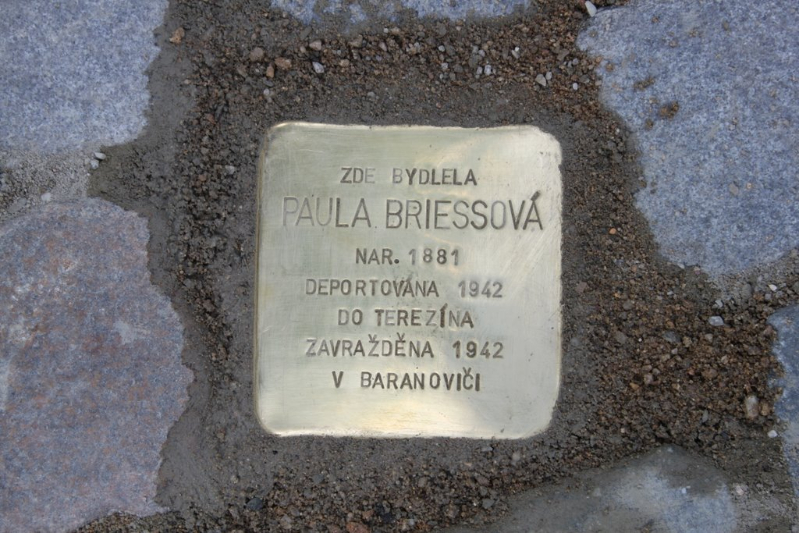 ZDE BYDLELA
PAULA BRIESSOVÁ
NAR. 1881
DEPORTOVÁNA 1942
DO TEREZÍNA
ZAVRAŽDĚNA 1942
V BARANOVIČI